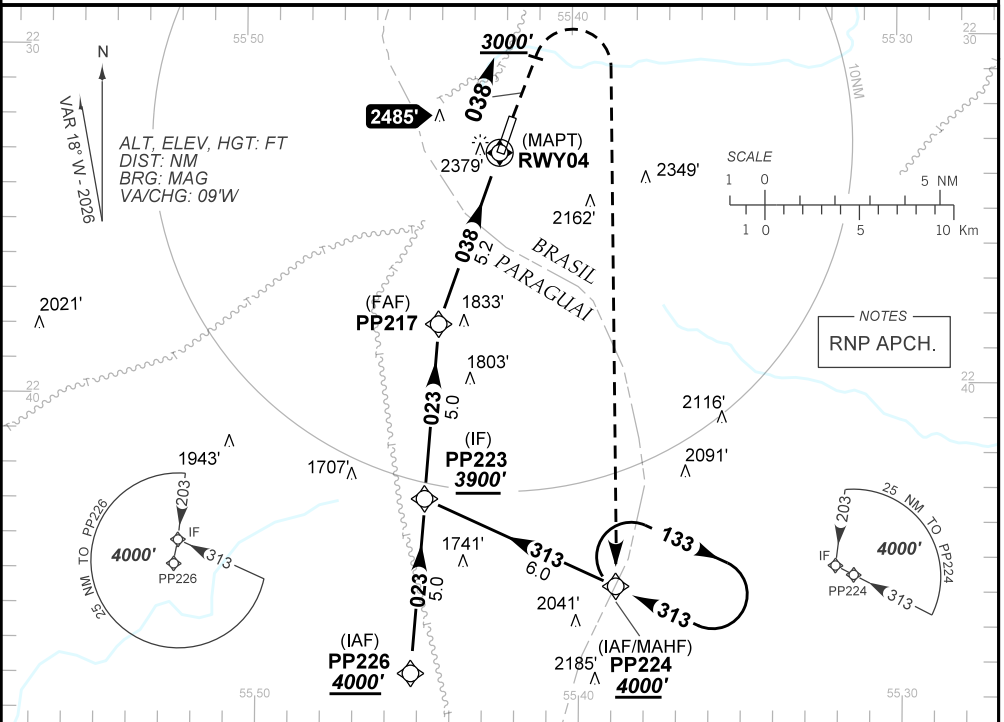 55 50
55 40
55 30
22
30
22
30
3000'
10NM
N
VAR 18° W - 2026
ALT, ELEV, HGT: FT
DIST: NM
BRG: MAG
VA/CHG: 09'W
2485'
038
2379'
(MAPT)
RWY04
2349'
2162'
SCALE
1 0 5 NM
1 0 5 10 Km
038
5.2
BRASIL
PARAGUAI
2021'
(FAF)
PP217
1833'
NOTES
RNP APCH.
1803'
22
40
22
40
023
5.0
2116'
(IF)
PP223
3900'
1943'
1707'
2091'
25 NM TO PP226
203
IF
4000'
313
PP226
1741'
313
6.0
133
313
25 NM TO PP224
203
IF
4000'
PP224
313
023
5.0
2041'
(IAF)
PP226
4000'
(IAF/MAHF)
PP224
4000'
2185'
55 50
55 40
55 30